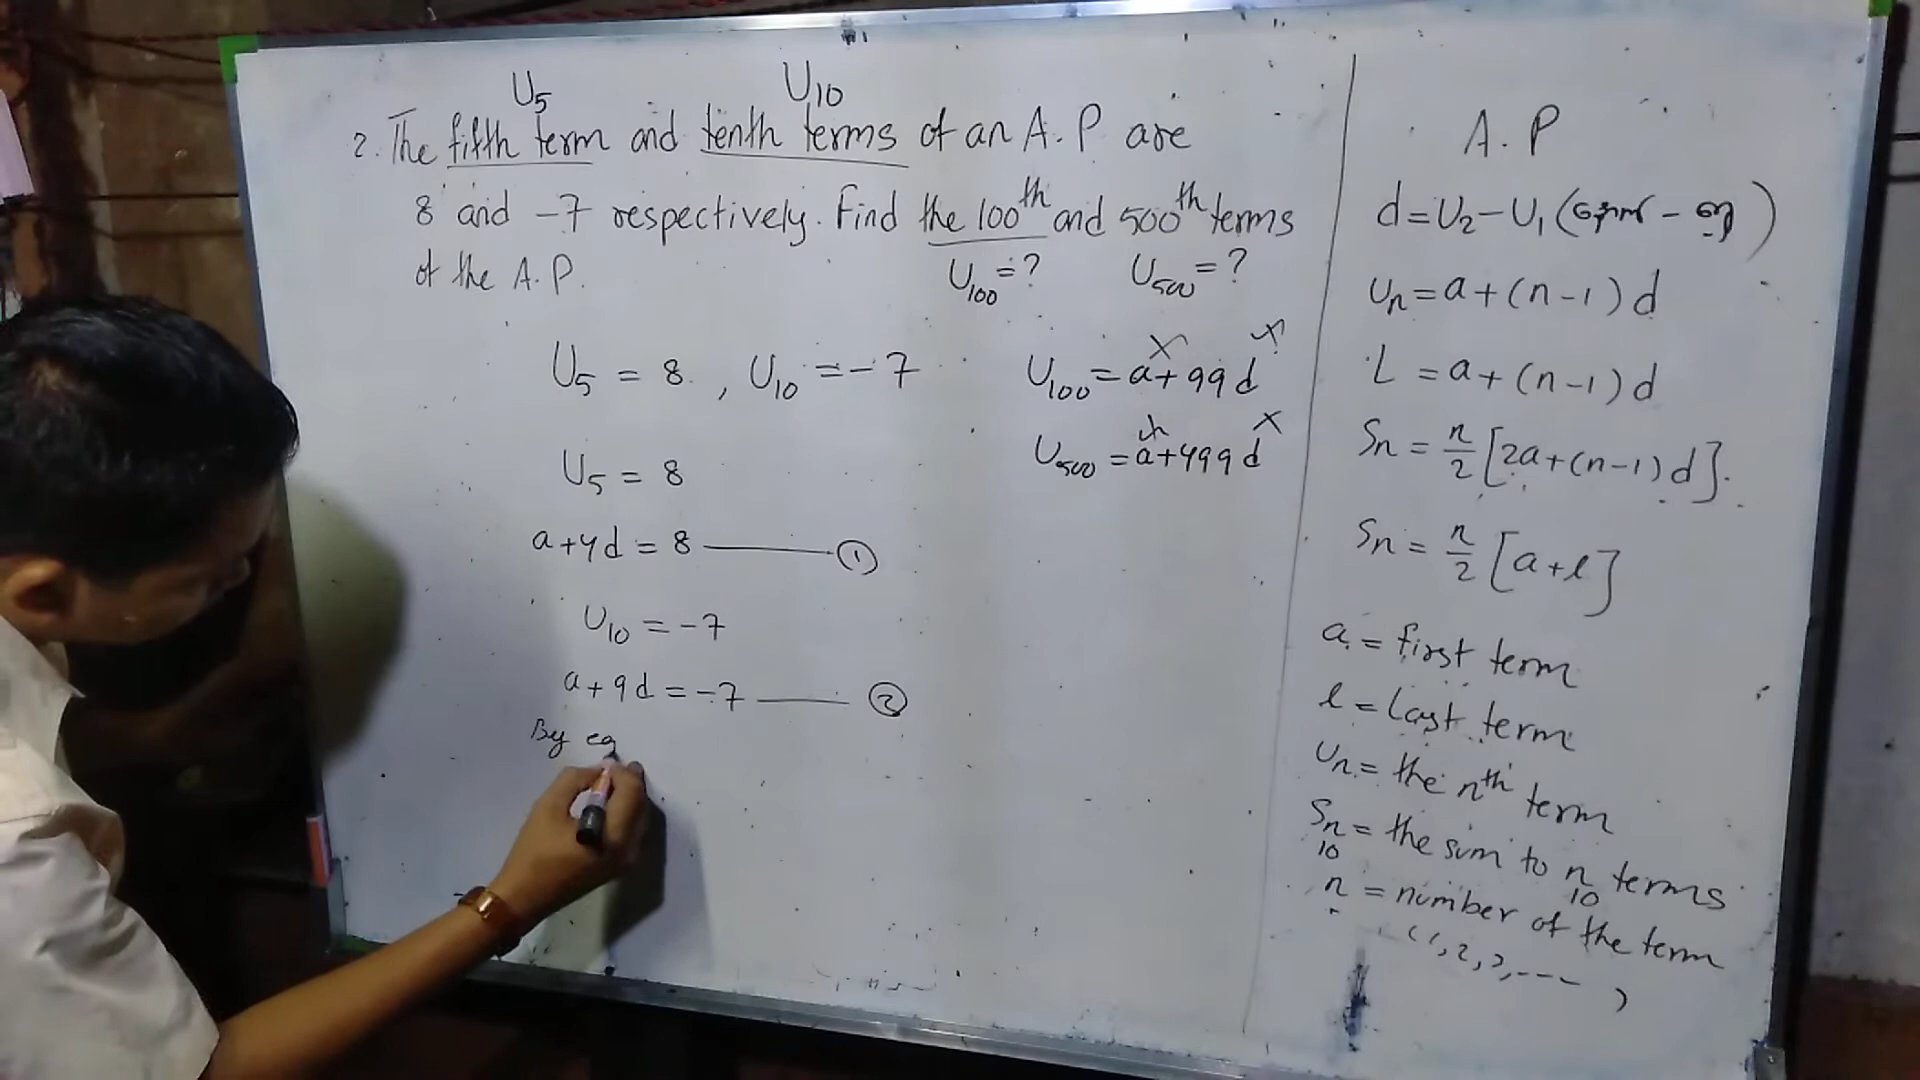 U5 U10
2. The fifth term and tenth terms of an A.P are
8 and -7 respectively. Find the 100th and 500th terms
of the A.P.
U100 = ? U500 = ?
U5 = 8 , U10 = -7
U5 = 8
a+4d = 8 ——— ①
U10 = -7
a+9d = -7 ——— ②
By eq
x x
U100 = a+99d
x x
U500 = a+499d
A.P
d = U2 - U1 ( - )
Un = a+(n-1)d
L = a+(n-1)d
Sn = n/2 [2a+(n-1)d].
Sn = n/2 [a+l]
a = first term
l = last term
Un = the nth term
Sn = the sum to n terms
10 10
n = number of the term
(1,2,3,--- )